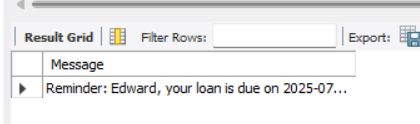 Result Grid Filter Rows: Export:
Message
Reminder: Edward, your loan is due on 2025-07...